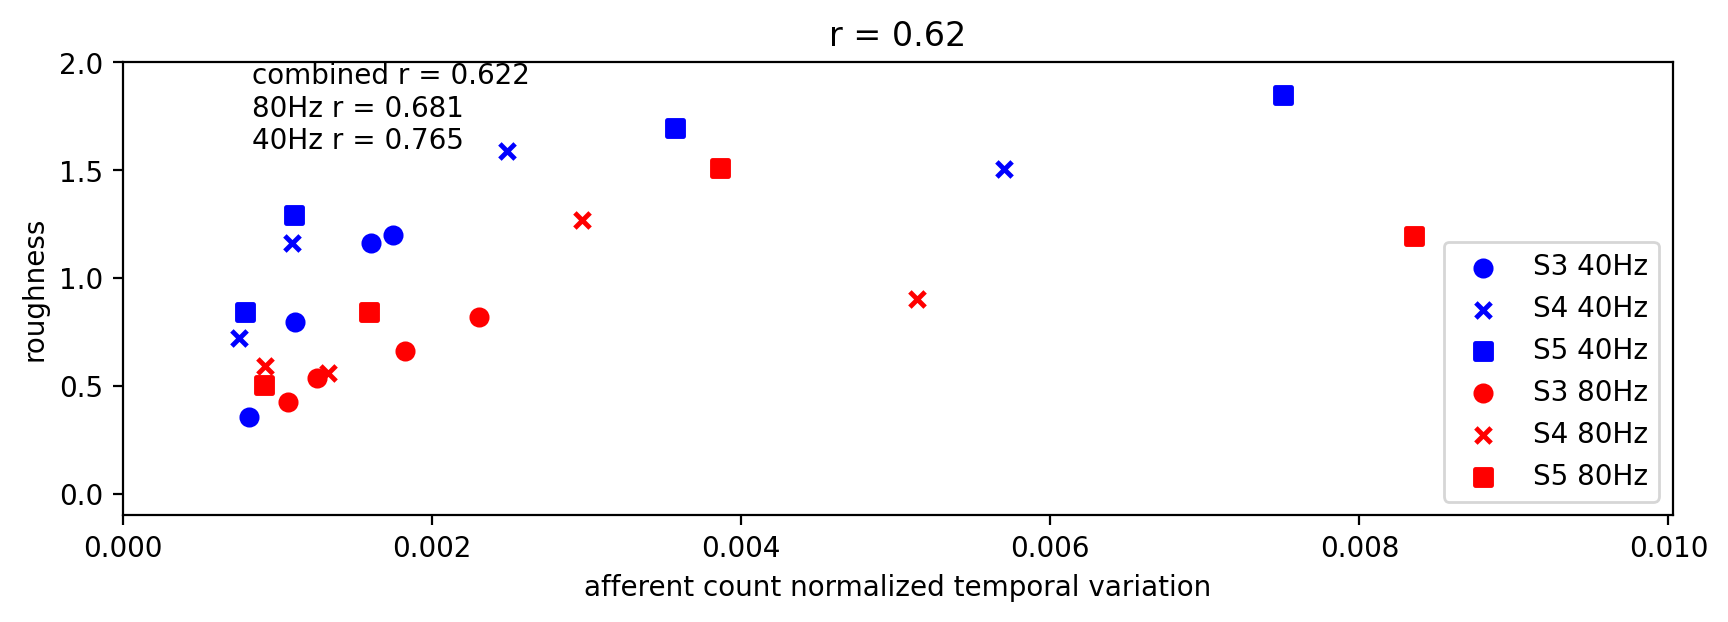 r = 0.62
combined r = 0.622
80Hz r = 0.681
40Hz r = 0.765
2.0
1.5
1.0
0.5
0.0
roughness
S3 40Hz
S4 40Hz
S5 40Hz
S3 80Hz
S4 80Hz
S5 80Hz
0.000 0.002 0.004 0.006 0.008 0.010
afferent count normalized temporal variation